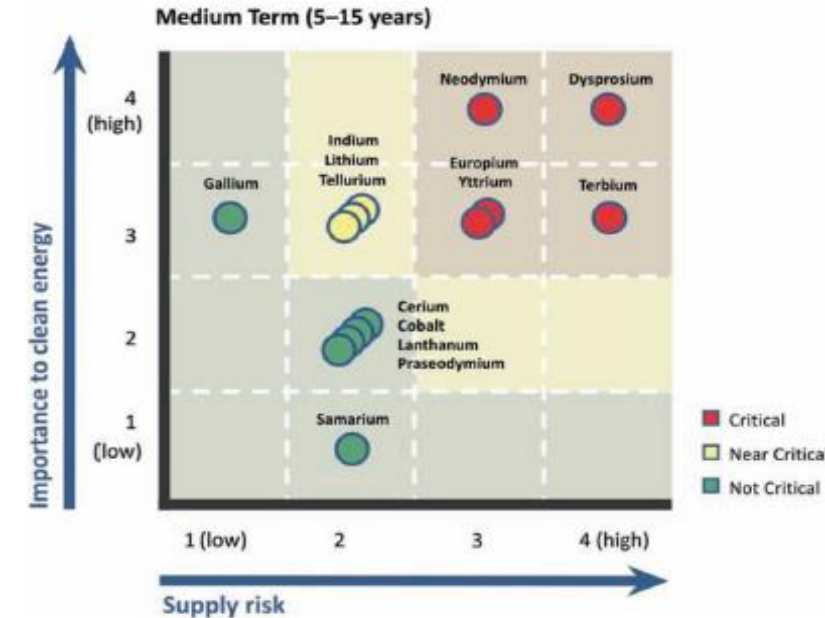 Medium Term (5–15 years)
Importance to clean energy
4
(high)
3
2
1
(low)
Neodymium
Dysprosium
Indium
Lithium
Tellurium
Europium
Yttrium
Gallium
Terbium
Cerium
Cobalt
Lanthanum
Praseodymium
Samarium
Critical
Near Critica
Not Critical
1 (low)
2
3
4 (high)
Supply risk